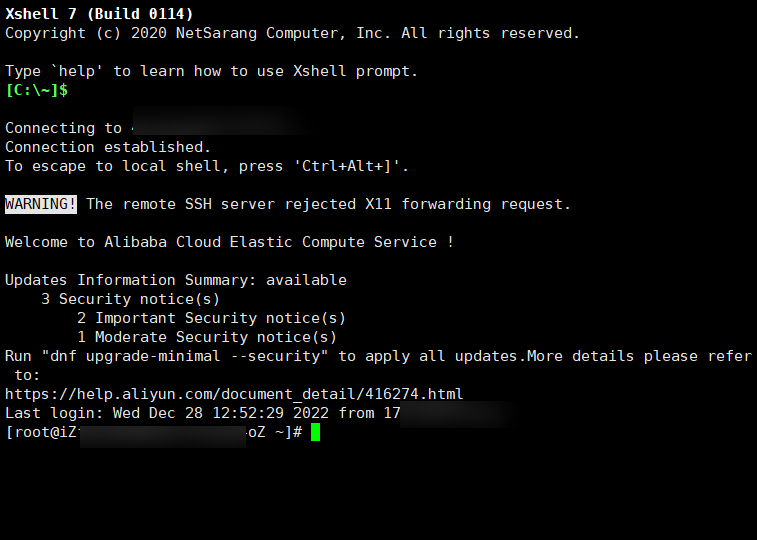 Xshell 7 (Build 0114)
Copyright (c) 2020 NetSarang Computer, Inc. All rights reserved.
Type `help' to learn how to use Xshell prompt.
[C:\~]$
Connecting to
Connection established.
To escape to local shell, press 'Ctrl+Alt+]'.
WARNING! The remote SSH server rejected X11 forwarding request.
Welcome to Alibaba Cloud Elastic Compute Service !
Updates Information Summary: available
3 Security notice(s)
2 Important Security notice(s)
1 Moderate Security notice(s)
Run "dnf upgrade-minimal --security" to apply all updates.More details please refer
to:
https://help.aliyun.com/document_detail/416274.html
Last login: Wed Dec 28 12:52:29 2022 from 17
[root@iZ oZ ~]#